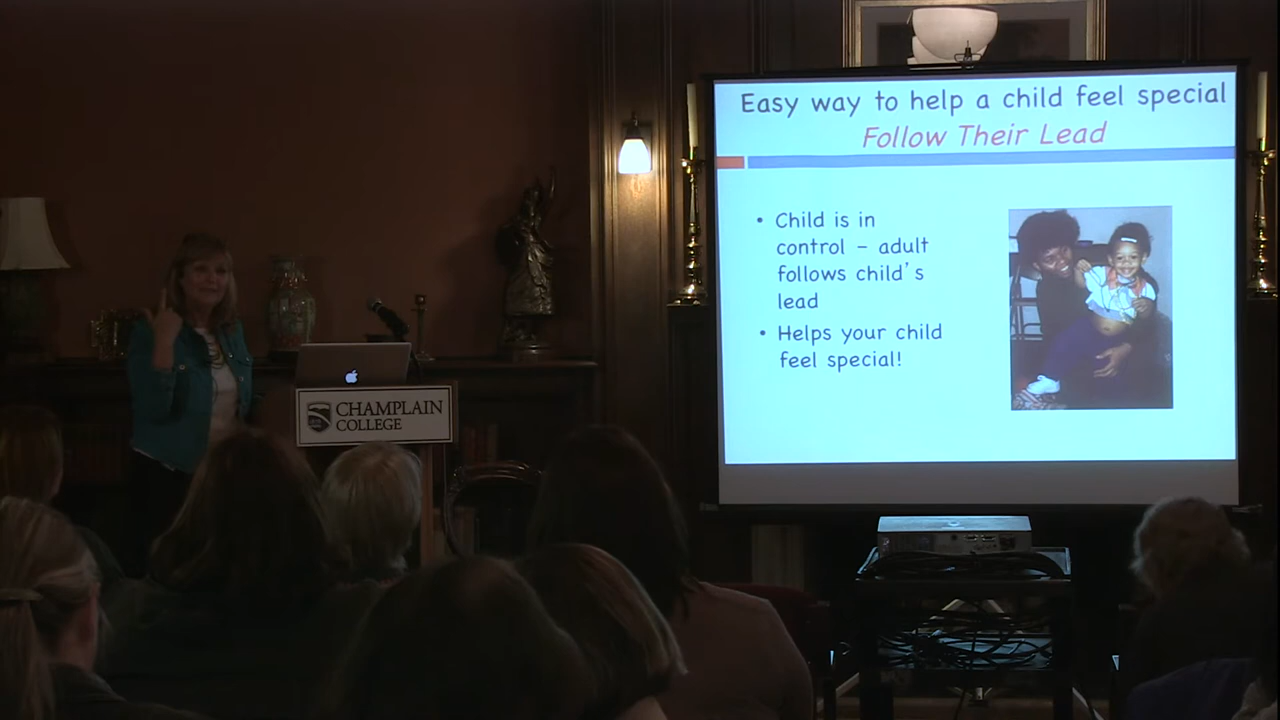 Easy way to help a child feel special
Follow Their Lead
• Child is in
control – adult
follows child's
lead
• Helps your child
feel special!
CHAMPLAIN
COLLEGE